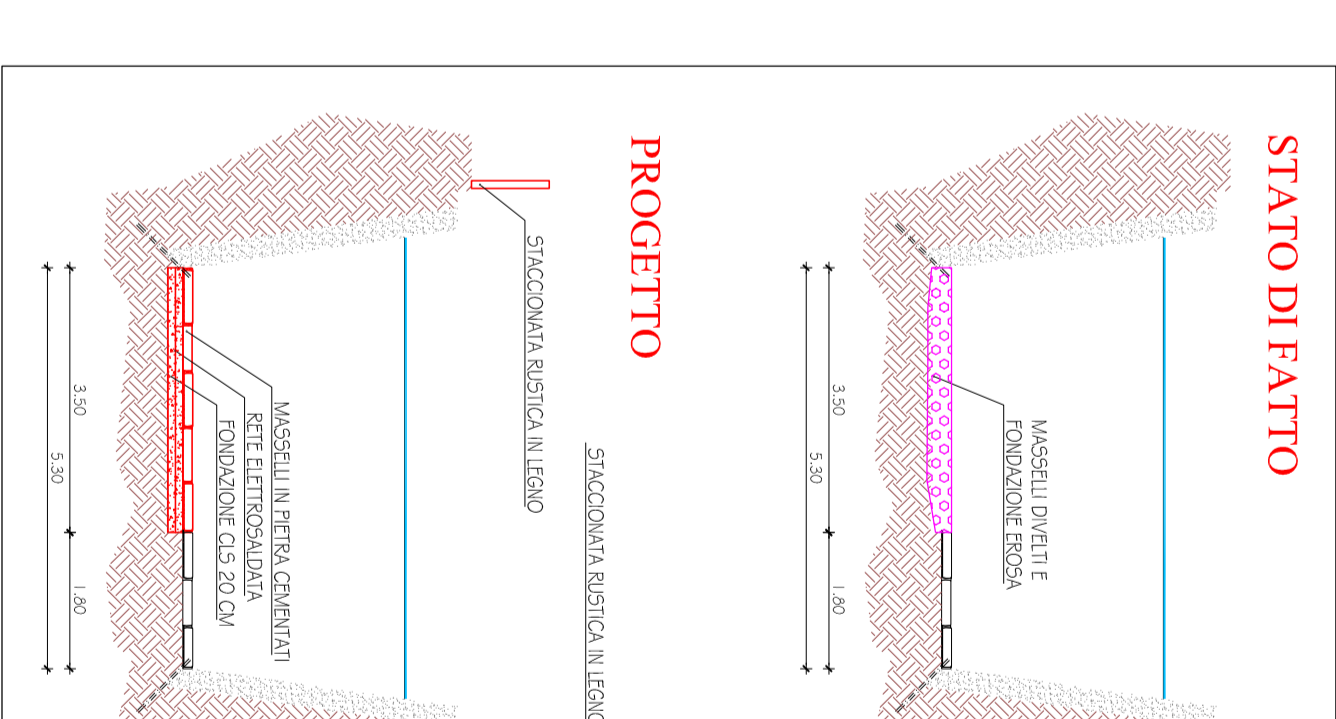 STATO DI FATTO
MASSELLI DIVELTI E
FONDAZIONE EROSA
3.50
1.80
5.30
PROGETTO
STACCIONATA RUSTICA IN LEGNO
STACCIONATA RUSTICA IN LEGNO
MASSELLI IN PIETRA CEMENTATI
RETE ELETTROSALDATA
FONDAZIONE CLS 20 CM
3.50
1.80
5.30